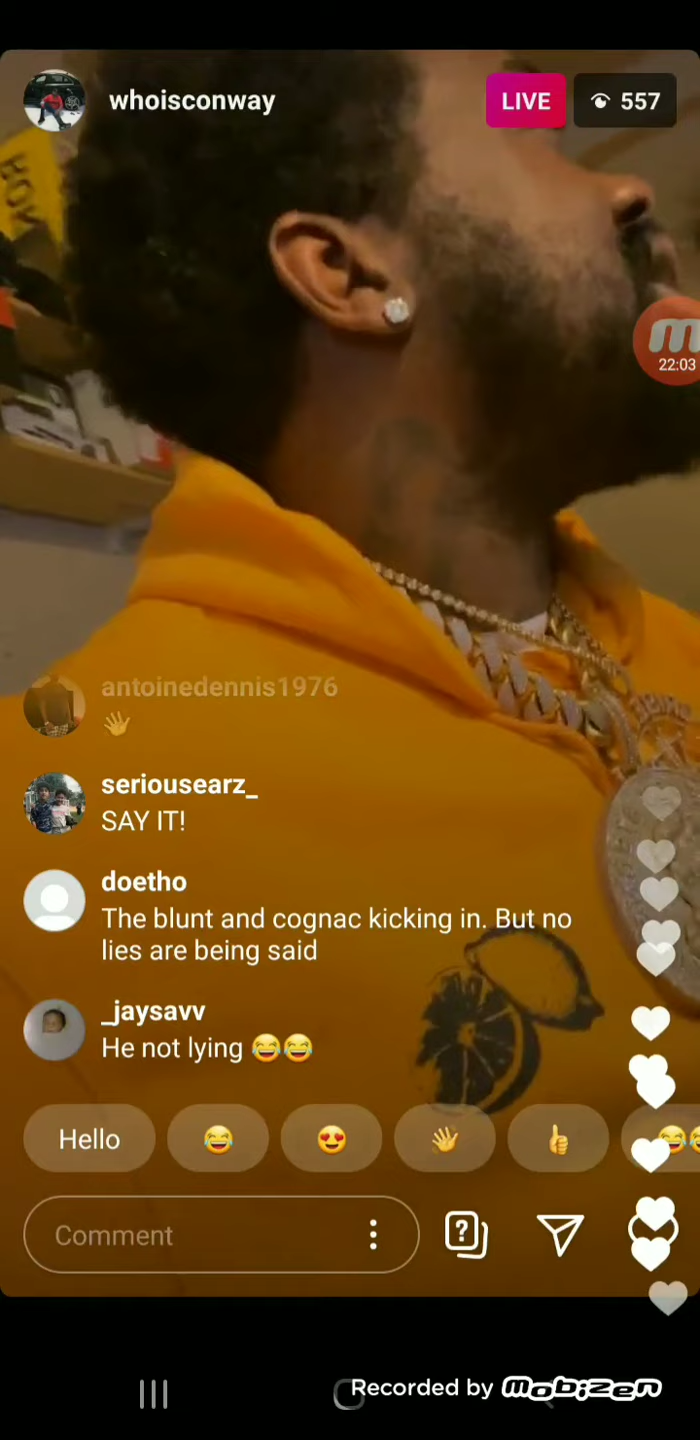 whoisconway
LIVE
557
BOX
22:03
antoinedennis1976
👋
seriousearz_
SAY IT!
doetho
The blunt and cognac kicking in. But no
lies are being said
_jaysavv
He not lying 😂😂
Hello 😂 😍 👋 👍 😂
Comment
Recorded by mobizen